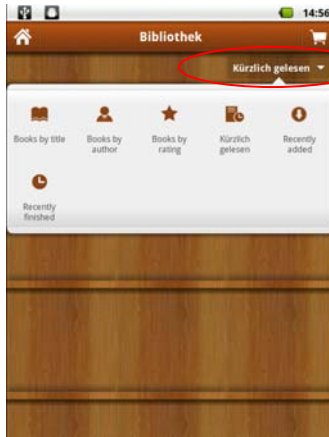 14:56
Bibliothek
Kürzlich gelesen
Books by title
Books by
author
Books by
rating
Kürzlich
gelesen
Recently
added
Recently
finished